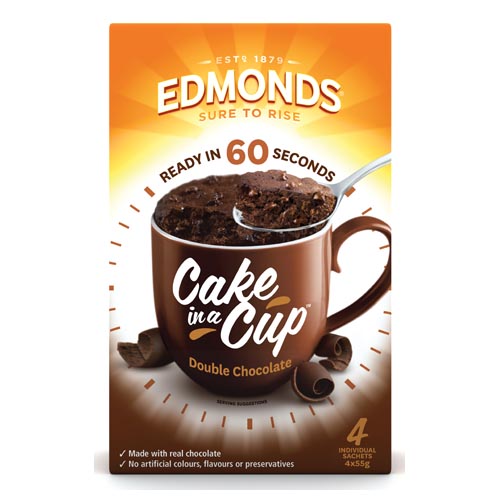 ESTD 1879
EDMONDS®
SURE TO RISE
READY IN 60 SECONDS
Cake
in a
Cup™
Double Chocolate
SERVING SUGGESTIONS
✓ Made with real chocolate
✓ No artificial colours, flavours or preservatives
4
INDIVIDUAL
SACHETS
4x55g